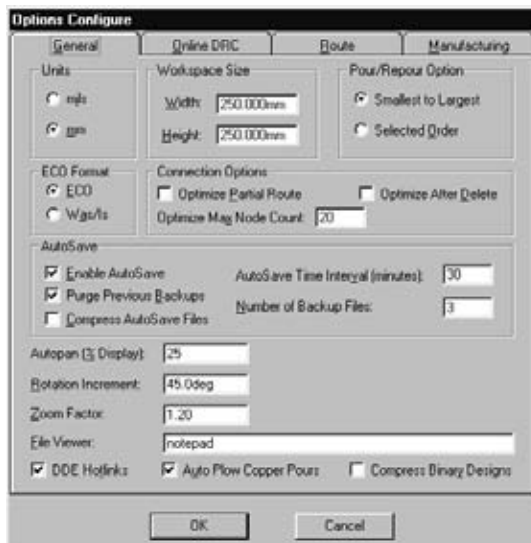 Options Configure
General Online DRC Route Manufacturing
Units
mils
mm
Workspace Size
Width: 250.000mm
Height: 250.000mm
Pour/Repour Option
Smallest to Largest
Selected Order
ECO Format
ECO
Was/Is
Connection Options
Optimize Partial Route Optimize After Delete
Optimize Max Node Count: 20
AutoSave
Enable AutoSave AutoSave Time Interval (minutes): 30
Purge Previous Backups Number of Backup Files: 3
Compress AutoSave Files
Autopan (% Display): 25
Rotation Increment: 45.0deg
Zoom Factor: 1.20
File Viewer: notepad
DDE Hotlinks Auto Plow Copper Pours Compress Binary Designs
OK Cancel